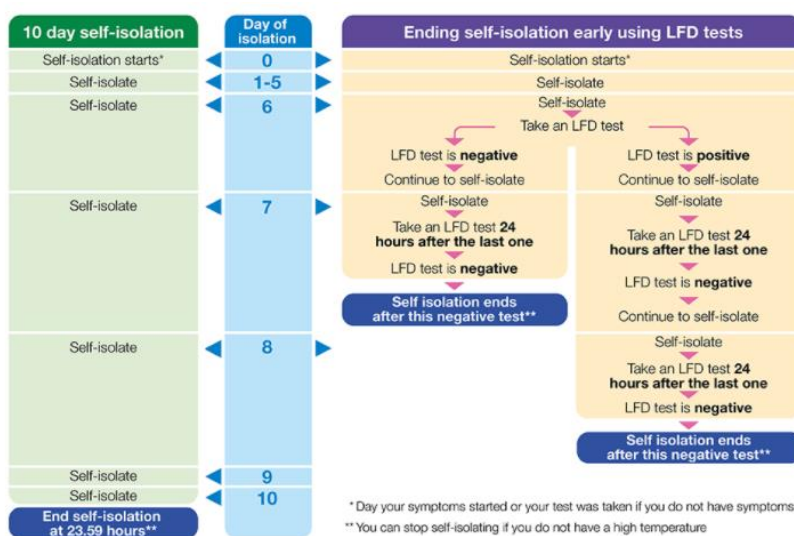 10 day self-isolation
Day of
isolation
Ending self-isolation early using LFD tests
Self-isolation starts*
0
Self-isolation starts*
Self-isolate
1-5
Self-isolate
Self-isolate
6
Self-isolate
Take an LFD test
LFD test is negative
LFD test is positive
Continue to self-isolate
Continue to self-isolate
Self-isolate
7
Self-isolate
Self-isolate
Take an LFD test 24
hours after the last one
Take an LFD test 24
hours after the last one
LFD test is negative
LFD test is negative
Self isolation ends
after this negative test**
Continue to self-isolate
Self-isolate
8
Self-isolate
Take an LFD test 24
hours after the last one
LFD test is negative
Self isolation ends
after this negative test**
Self-isolate
9
Self-isolate
10
End self-isolation
at 23.59 hours**
* Day your symptoms started or your test was taken if you do not have symptoms
** You can stop self-isolating if you do not have a high temperature